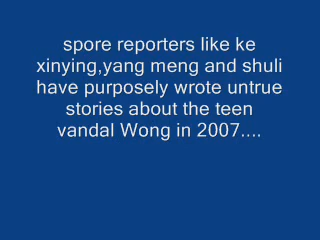 spore reporters like ke
xinying,yang meng and shuli
have purposely wrote untrue
stories about the teen
vandal Wong in 2007....